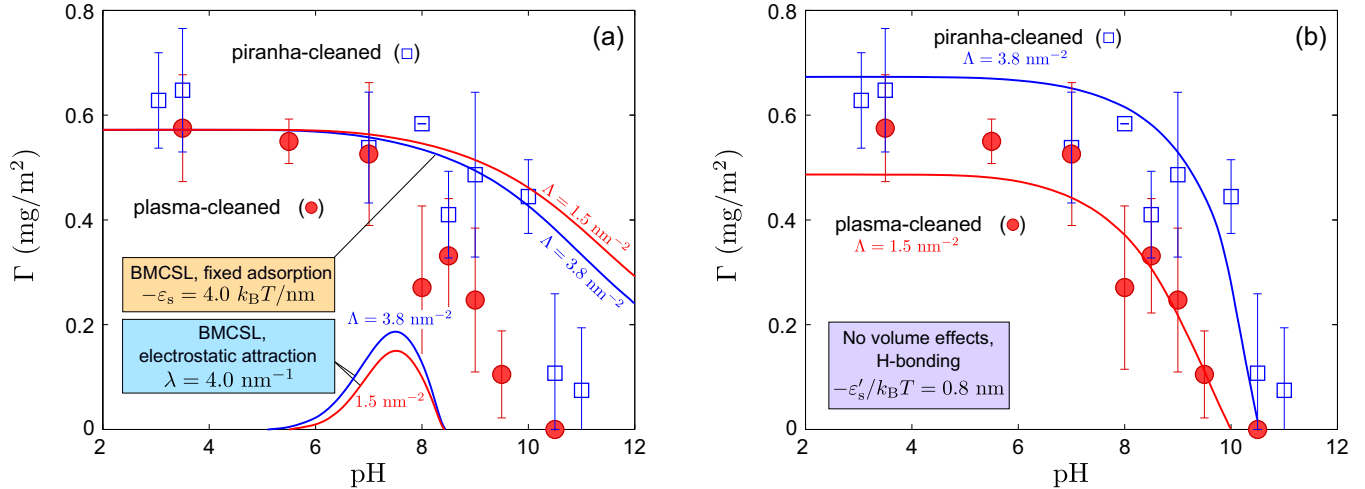 (a)
piranha-cleaned (□)
plasma-cleaned (●)
Λ = 1.5 nm⁻²
Λ = 3.8 nm⁻²
BMCSL, fixed adsorption
−εₛ = 4.0 k_BT/nm
Λ = 3.8 nm⁻²
BMCSL,
electrostatic attraction
λ = 4.0 nm⁻¹
1.5 nm⁻²
Γ (mg/m²)
0.8
0.6
0.4
0.2
0
2 4 6 8 10 12
pH
(b)
piranha-cleaned (□)
Λ = 3.8 nm⁻²
plasma-cleaned (●)
Λ = 1.5 nm⁻²
No volume effects,
H-bonding
−ε′ₛ/k_BT = 0.8 nm
Γ (mg/m²)
0.8
0.6
0.4
0.2
0
2 4 6 8 10 12
pH